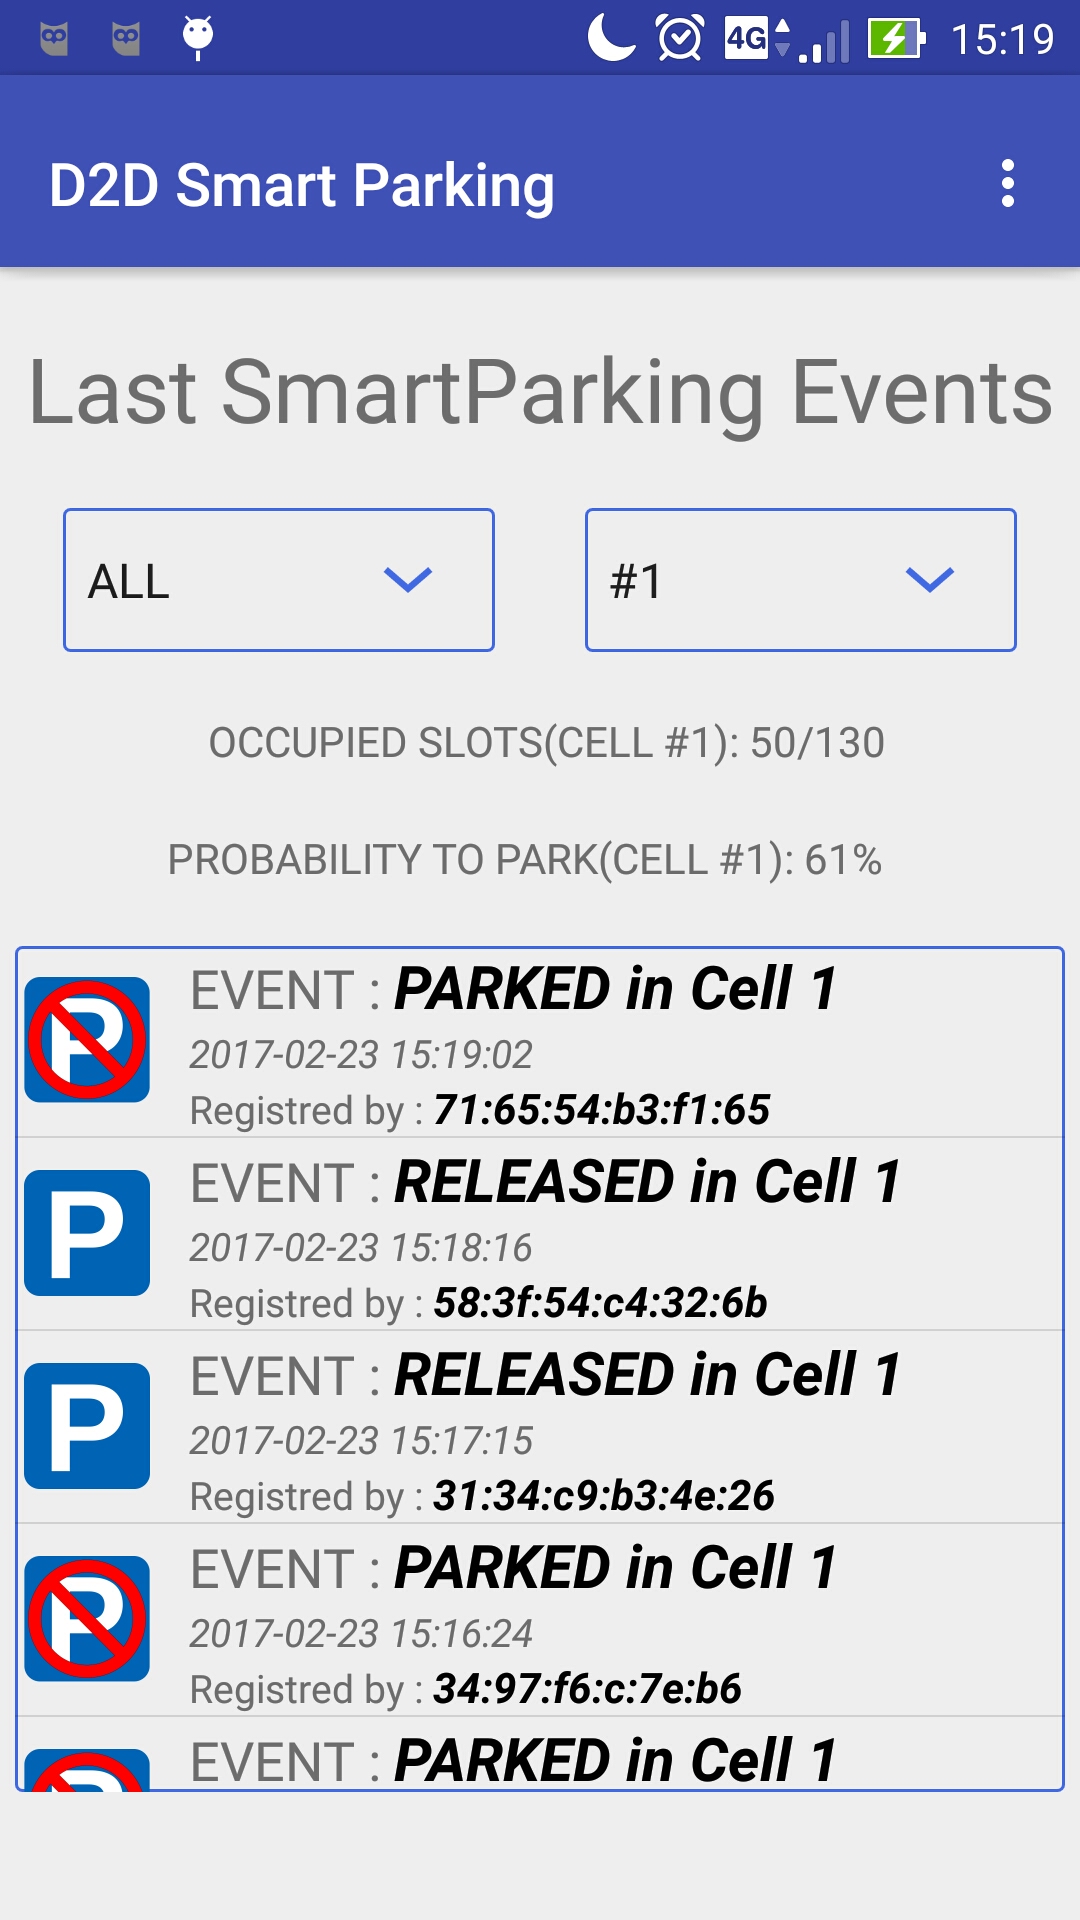 4G 15:19
D2D Smart Parking
Last SmartParking Events
ALL #1
OCCUPIED SLOTS(CELL #1): 50/130
PROBABILITY TO PARK(CELL #1): 61%
P EVENT : PARKED in Cell 1
2017-02-23 15:19:02
Registred by : 71:65:54:b3:f1:65
P EVENT : RELEASED in Cell 1
2017-02-23 15:18:16
Registred by : 58:3f:54:c4:32:6b
P EVENT : RELEASED in Cell 1
2017-02-23 15:17:15
Registred by : 31:34:c9:b3:4e:26
P EVENT : PARKED in Cell 1
2017-02-23 15:16:24
Registred by : 34:97:f6:c:7e:b6
EVENT : PARKED in Cell 1